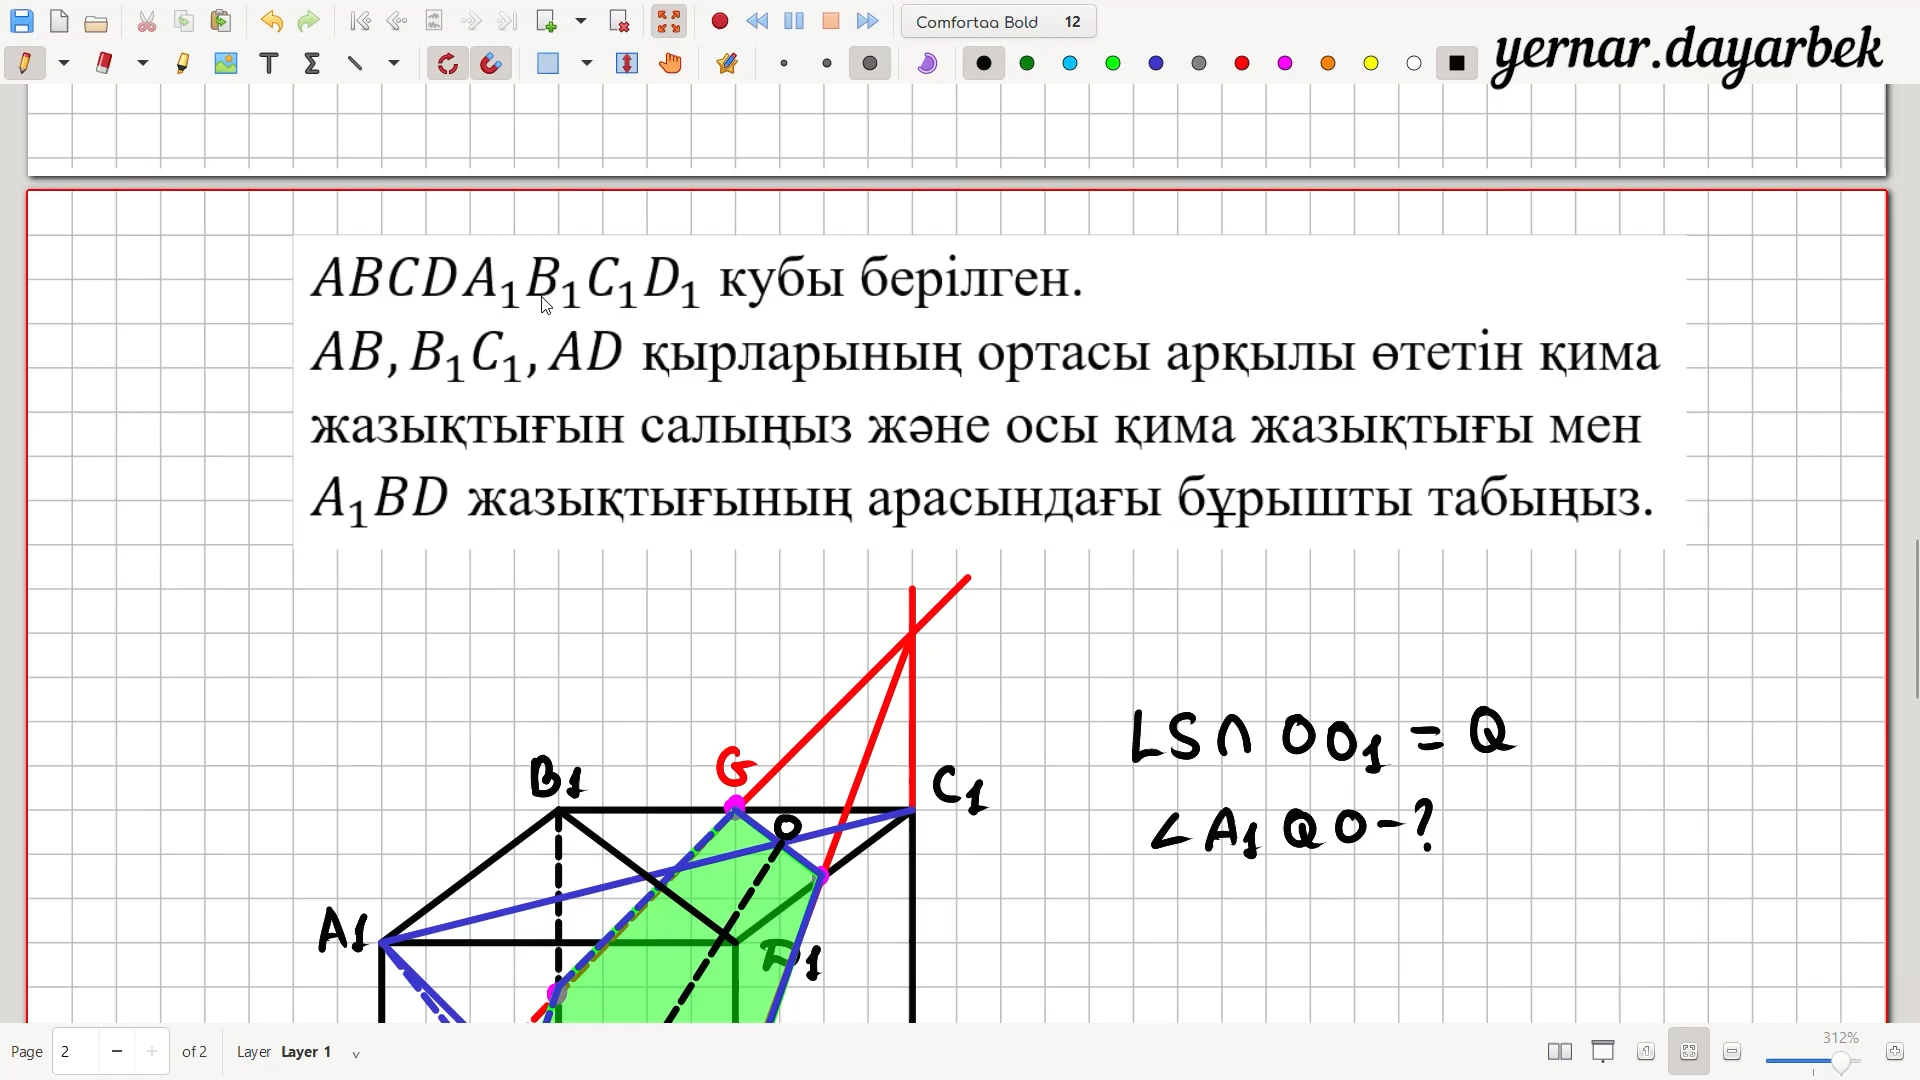 Comfortaa Bold 12
yernar.dayarbek
ABCDA₁B₁C₁D₁ кубы берілген.
AB, B₁C₁, AD қырларының ортасы арқылы өтетін қима
жазықтығын салыңыз және осы қима жазықтығы мен
A₁BD жазықтығының арасындағы бұрышты табыңыз.
LS∩OO₁ = Q
∠A₁QO-?
B1
G
C1
O
A1
D1
Page 2 of 2 Layer Layer 1
312%